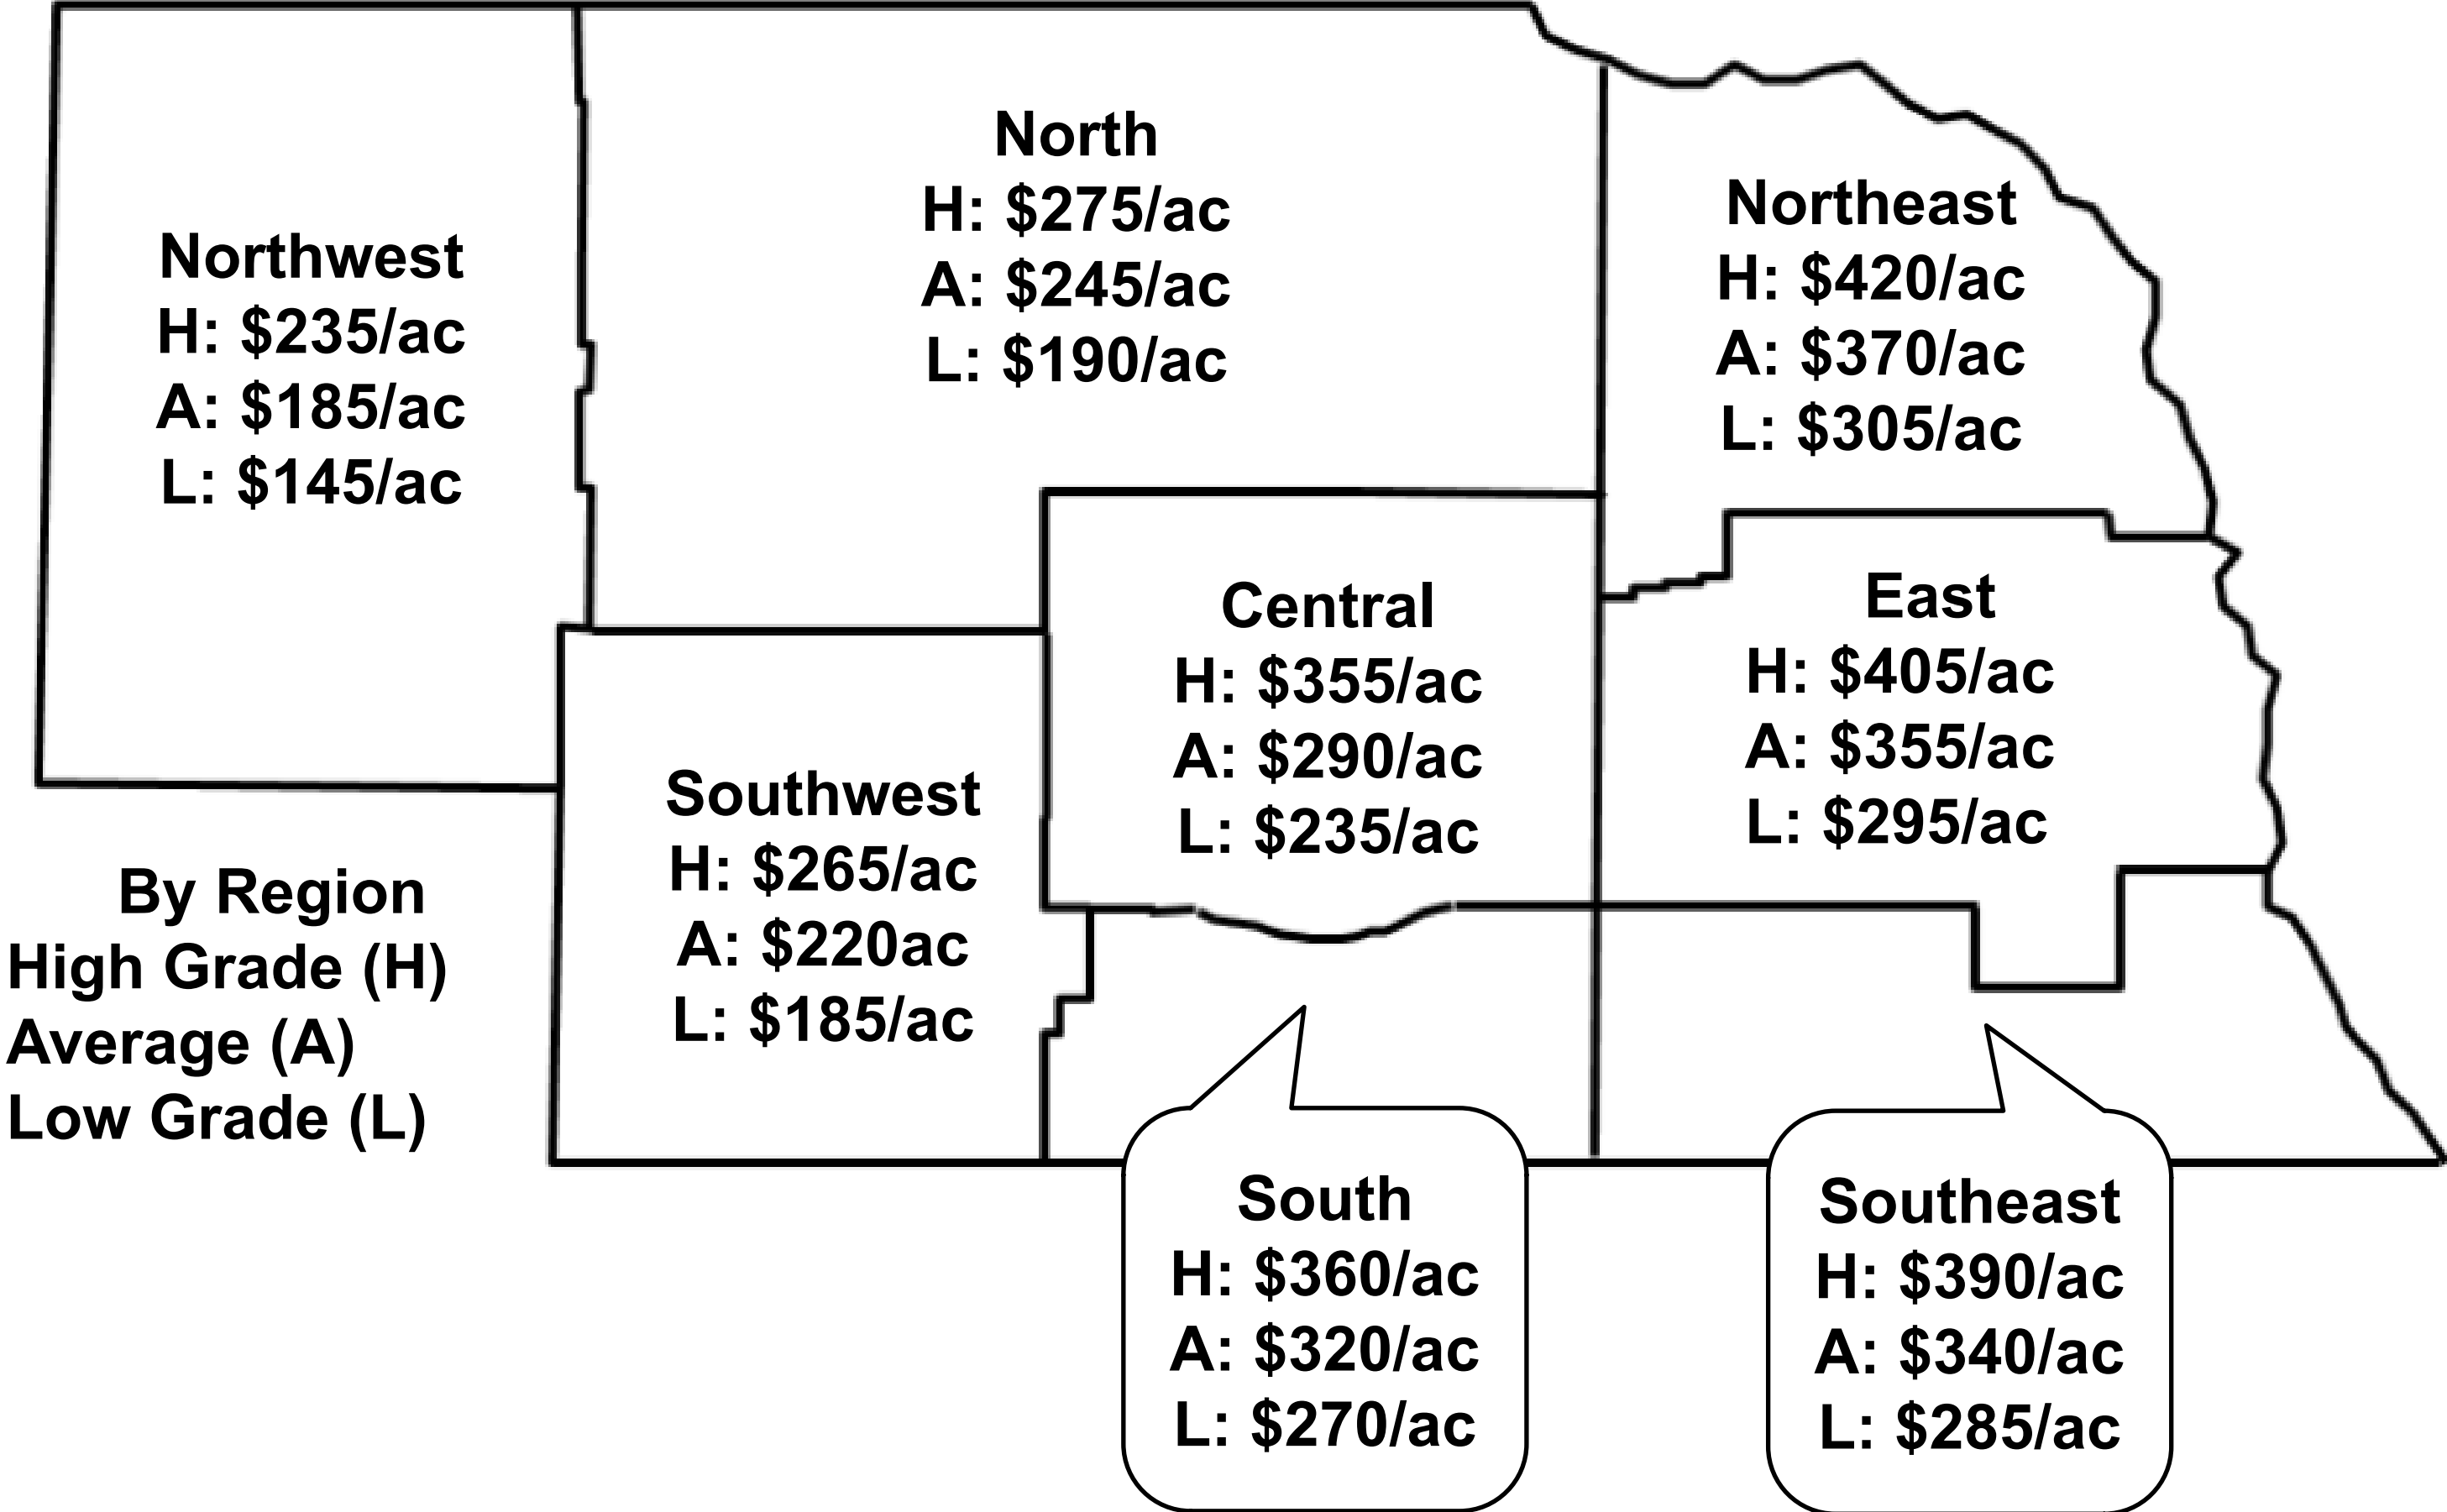 North
H: $275/ac
A: $245/ac
L: $190/ac
Northeast
H: $420/ac
A: $370/ac
L: $305/ac
Northwest
H: $235/ac
A: $185/ac
L: $145/ac
Central
H: $355/ac
A: $290/ac
L: $235/ac
East
H: $405/ac
A: $355/ac
L: $295/ac
Southwest
H: $265/ac
A: $220ac
L: $185/ac
By Region
High Grade (H)
Average (A)
Low Grade (L)
South
H: $360/ac
A: $320/ac
L: $270/ac
Southeast
H: $390/ac
A: $340/ac
L: $285/ac